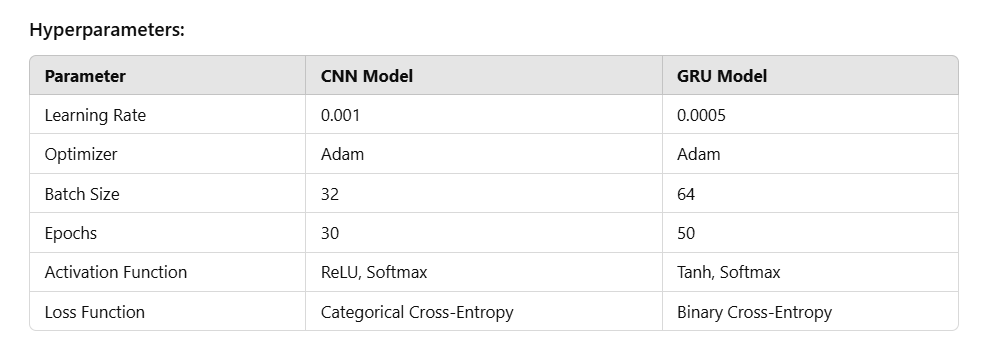 Hyperparameters:
Parameter CNN Model GRU Model
Learning Rate 0.001 0.0005
Optimizer Adam Adam
Batch Size 32 64
Epochs 30 50
Activation Function ReLU, Softmax Tanh, Softmax
Loss Function Categorical Cross-Entropy Binary Cross-Entropy